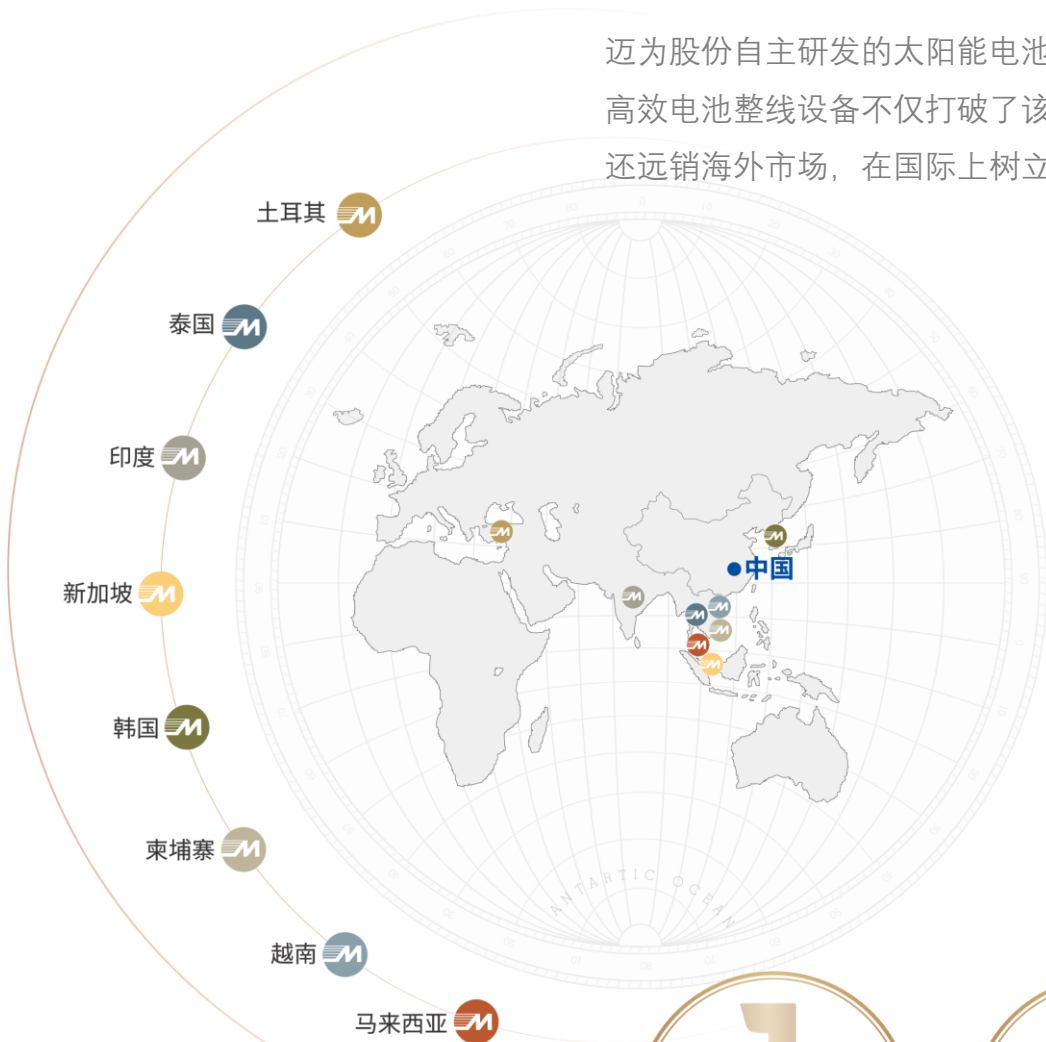 迈为股份自主研发的太阳能电池
高效电池整线设备不仅打破了该
还远销海外市场，在国际上树立
土耳其
泰国
印度
新加坡
韩国
柬埔寨
越南
马来西亚
中国
ANTARTIC OCEAN
1